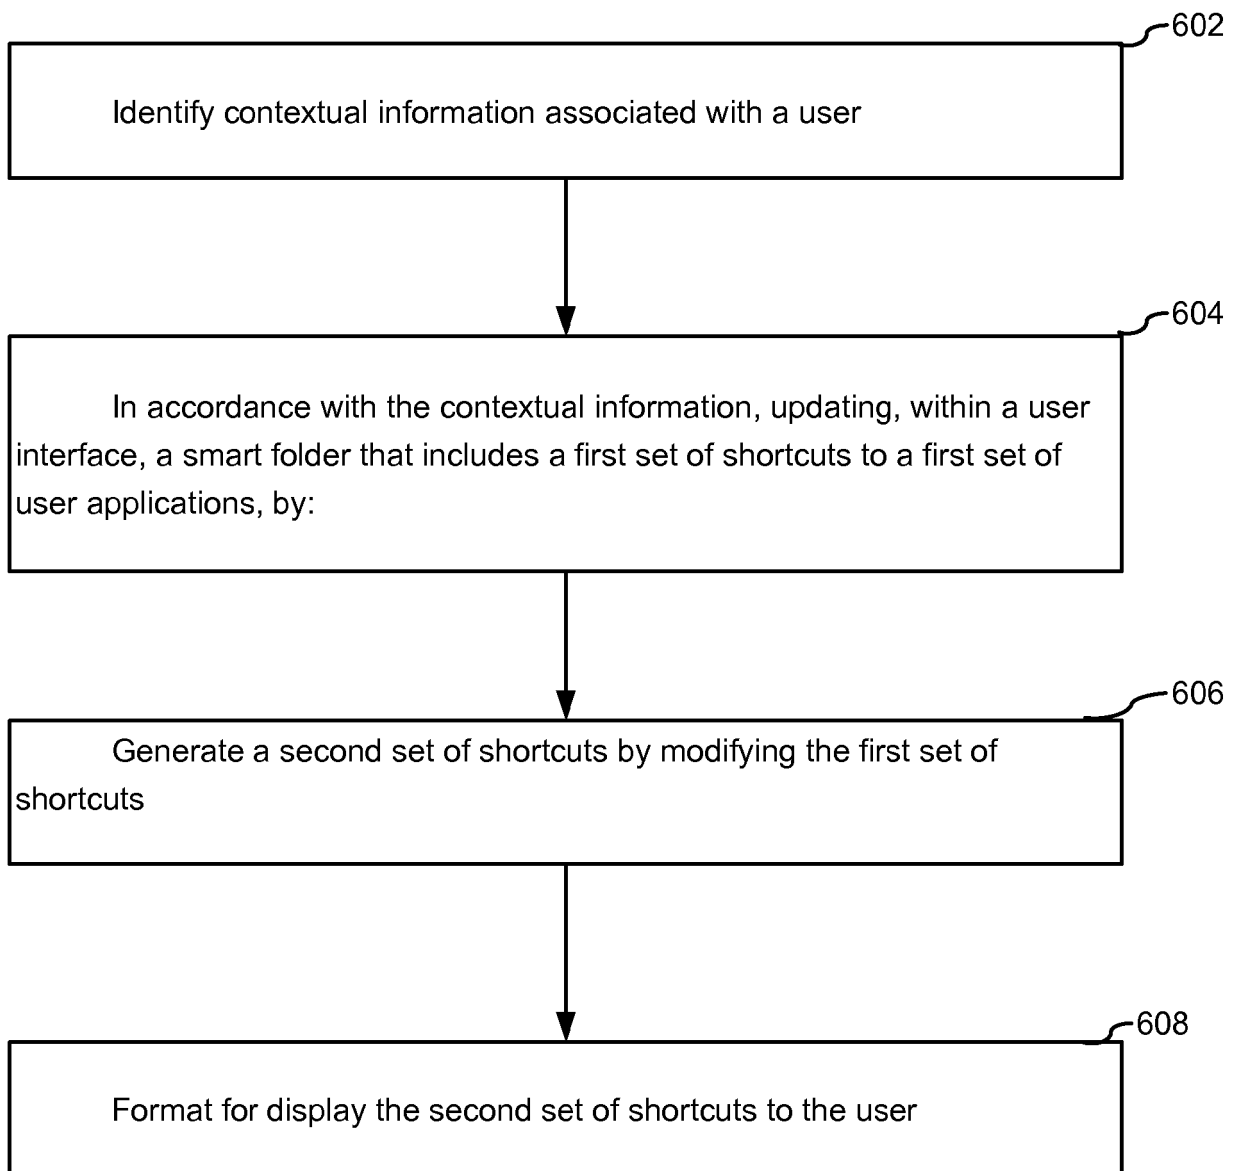 602
Identify contextual information associated with a user
604
In accordance with the contextual information, updating, within a user
interface, a smart folder that includes a first set of shortcuts to a first set of
user applications, by:
606
Generate a second set of shortcuts by modifying the first set of
shortcuts
608
Format for display the second set of shortcuts to the user